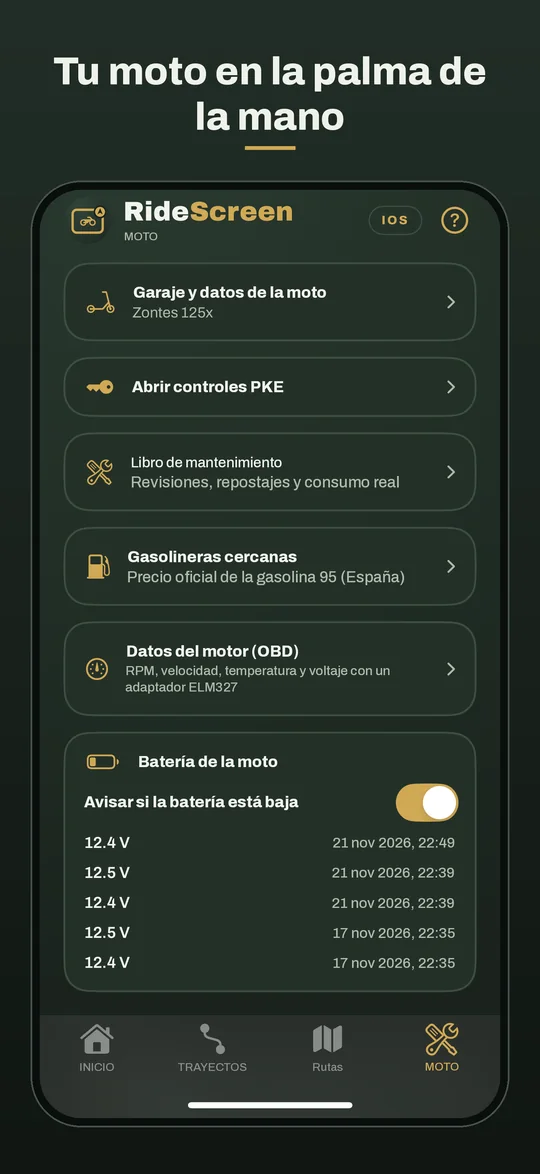 Tu moto en la palma de
la mano
RideScreen
MOTO
IOS
?
Garaje y datos de la moto
Zontes 125x
Abrir controles PKE
Libro de mantenimiento
Revisiones, repostajes y consumo real
Gasolineras cercanas
Precio oficial de la gasolina 95 (España)
Datos del motor (OBD)
RPM, velocidad, temperatura y voltaje con un
adaptador ELM327
Batería de la moto
Avisar si la batería está baja
12.4 V 21 nov 2026, 22:49
12.5 V 21 nov 2026, 22:39
12.4 V 21 nov 2026, 22:39
12.5 V 17 nov 2026, 22:35
12.4 V 17 nov 2026, 22:35
INICIO TRAYECTOS Rutas MOTO